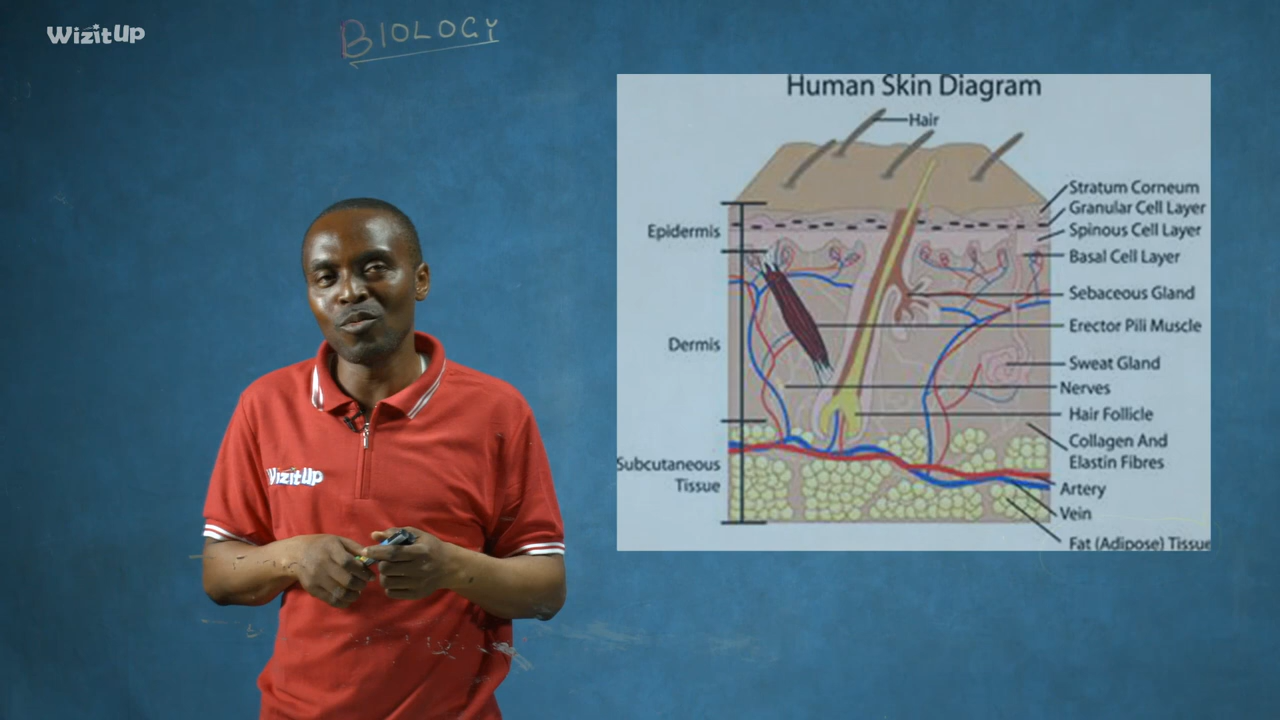 WizitUp
BIOLOGY
Human Skin Diagram
Hair
Stratum Corneum
Granular Cell Layer
Spinous Cell Layer
Epidermis
Basal Cell Layer
Sebaceous Gland
Erector Pili Muscle
Dermis
Sweat Gland
Nerves
Hair Follicle
Collagen And
Elastin Fibres
Subcutaneous
Tissue
Artery
Vein
Fat (Adipose) Tissue
WizitUp